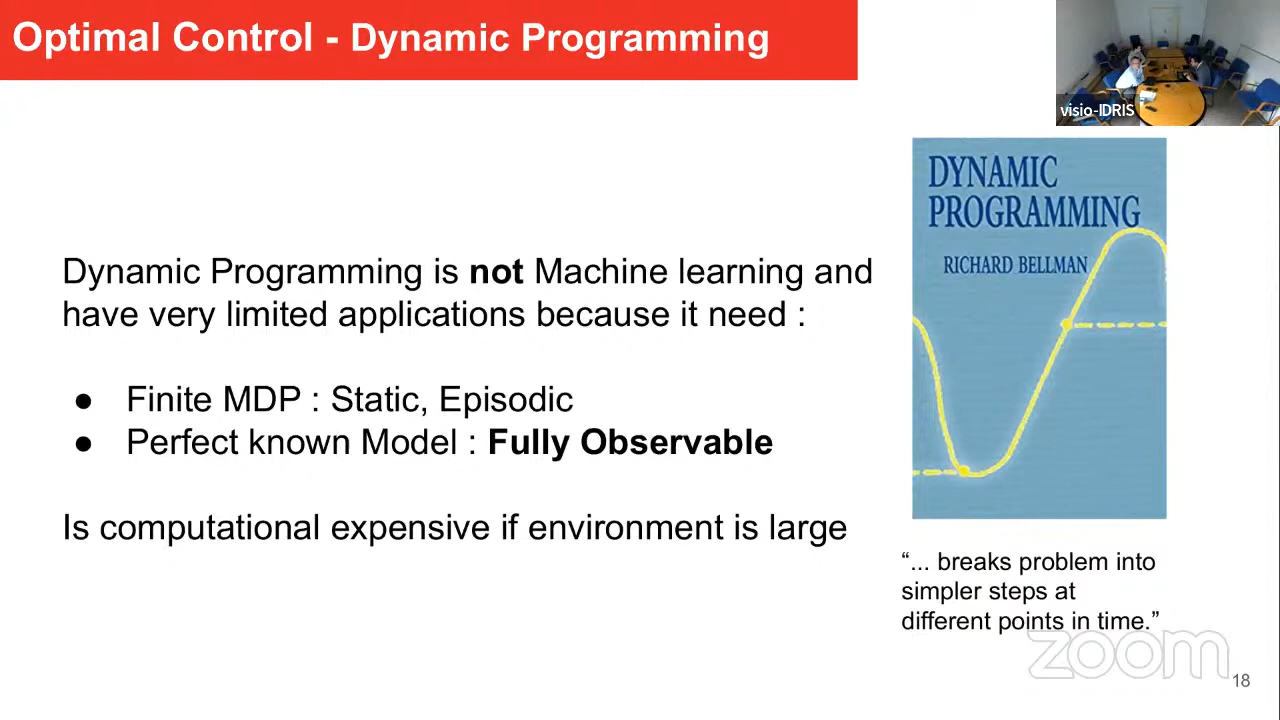 Optimal Control - Dynamic Programming
visio-IDRIS
DYNAMIC
PROGRAMMING
RICHARD BELLMAN
Dynamic Programming is not Machine learning and
have very limited applications because it need :
● Finite MDP : Static, Episodic
● Perfect known Model : Fully Observable
Is computational expensive if environment is large
“... breaks problem into
simpler steps at
different points in time.”
zoom
18